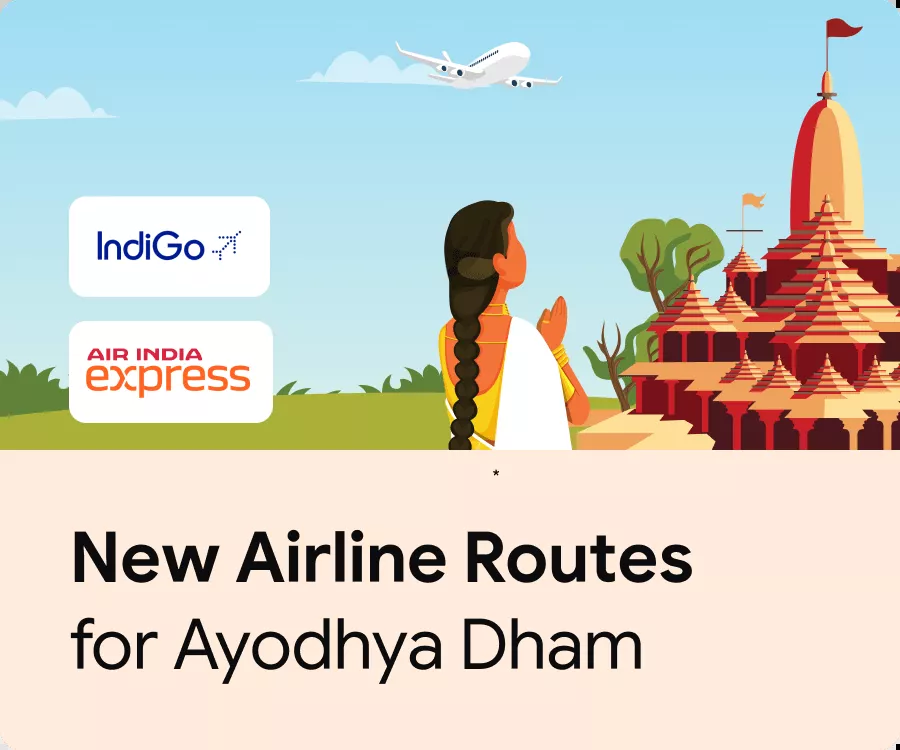 IndiGo
AIR INDIA
express
*
New Airline Routes
for Ayodhya Dham